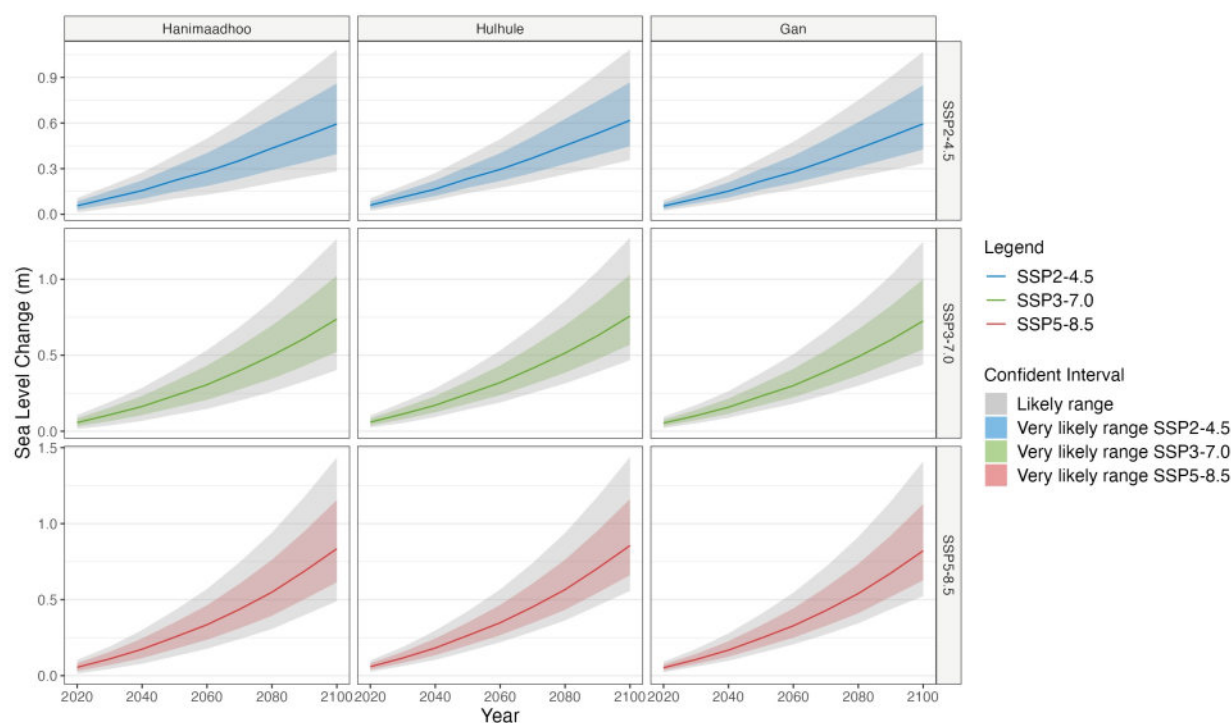 Hanimaadhoo
Hulhule
Gan
0.9
0.6
0.3
0.0
SSP2-4.5
1.0
0.5
0.0
SSP3-7.0
1.5
1.0
0.5
0.0
SSP5-8.5
Sea Level Change (m)
2020 2040 2060 2080 2100
2020 2040 2060 2080 2100
2020 2040 2060 2080 2100
Year
Legend
SSP2-4.5
SSP3-7.0
SSP5-8.5
Confident Interval
Likely range
Very likely range SSP2-4.5
Very likely range SSP3-7.0
Very likely range SSP5-8.5